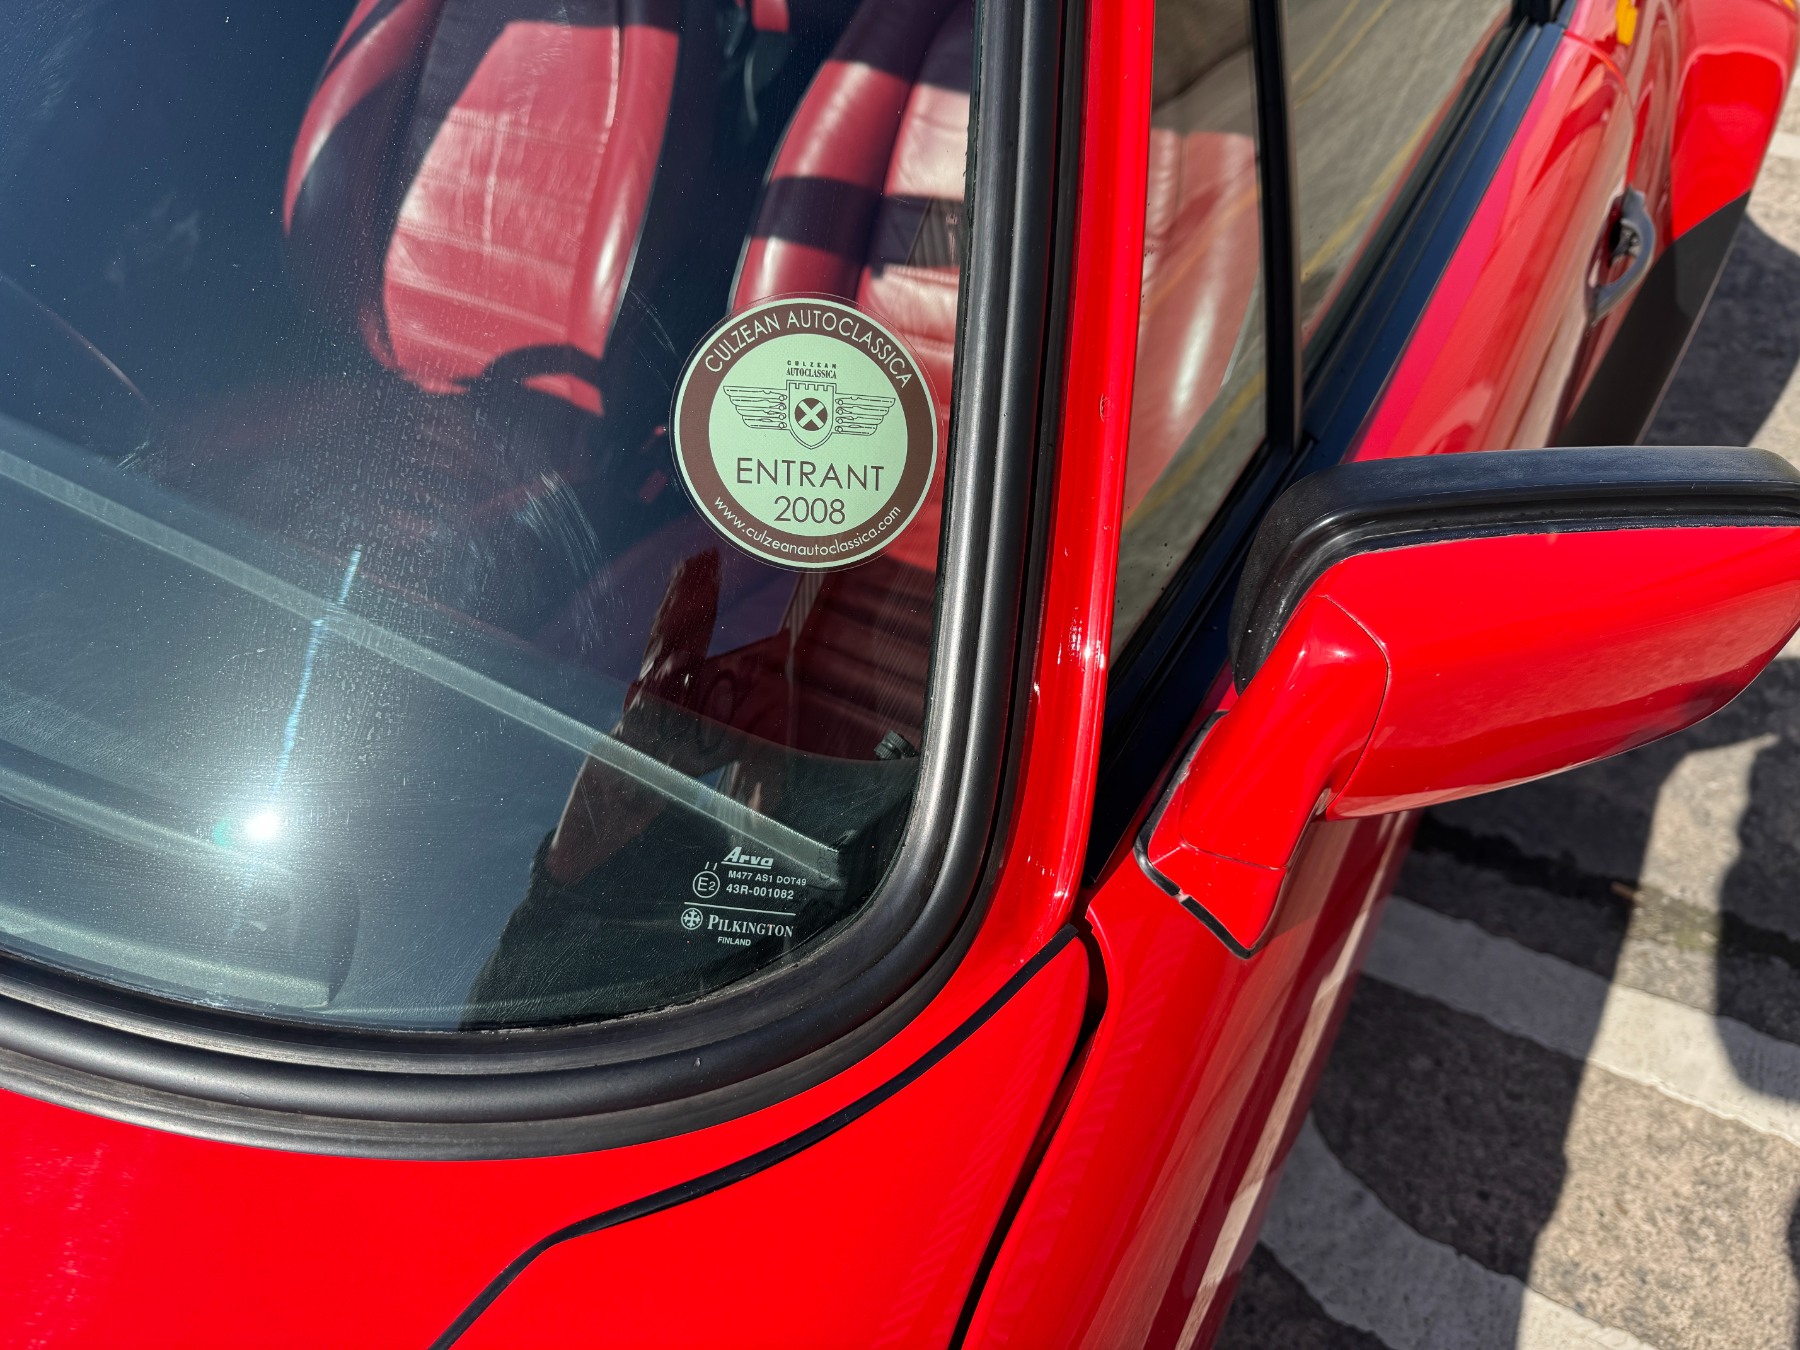 CULZEAN AUTOCLASSICA
CULZEAN
AUTOCLASSICA
ENTRANT
2008
www.culzeanautoclassica.com
Arva
M477 AS1 DOT49
E2 43R-001082
PILKINGTON
FINLAND